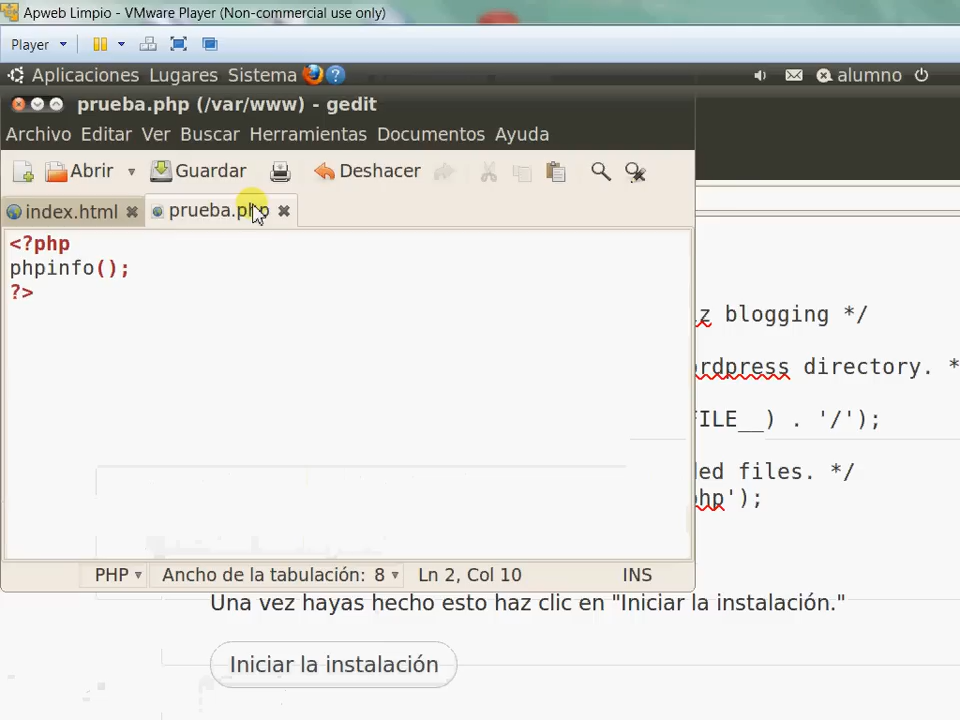 Apweb Limpio - VMware Player (Non-commercial use only)
Player
Aplicaciones Lugares Sistema
alumno
prueba.php (/var/www) - gedit
Archivo Editar Ver Buscar Herramientas Documentos Ayuda
Abrir Guardar Deshacer
index.html prueba.php
<?php
phpinfo();
?>
blogging */
rdpress directory. *
FILE__) . '/');
ded files. */
hp');
PHP Ancho de la tabulación: 8 Ln 2, Col 10 INS
Una vez hayas hecho esto haz clic en "Iniciar la instalación."
Iniciar la instalación